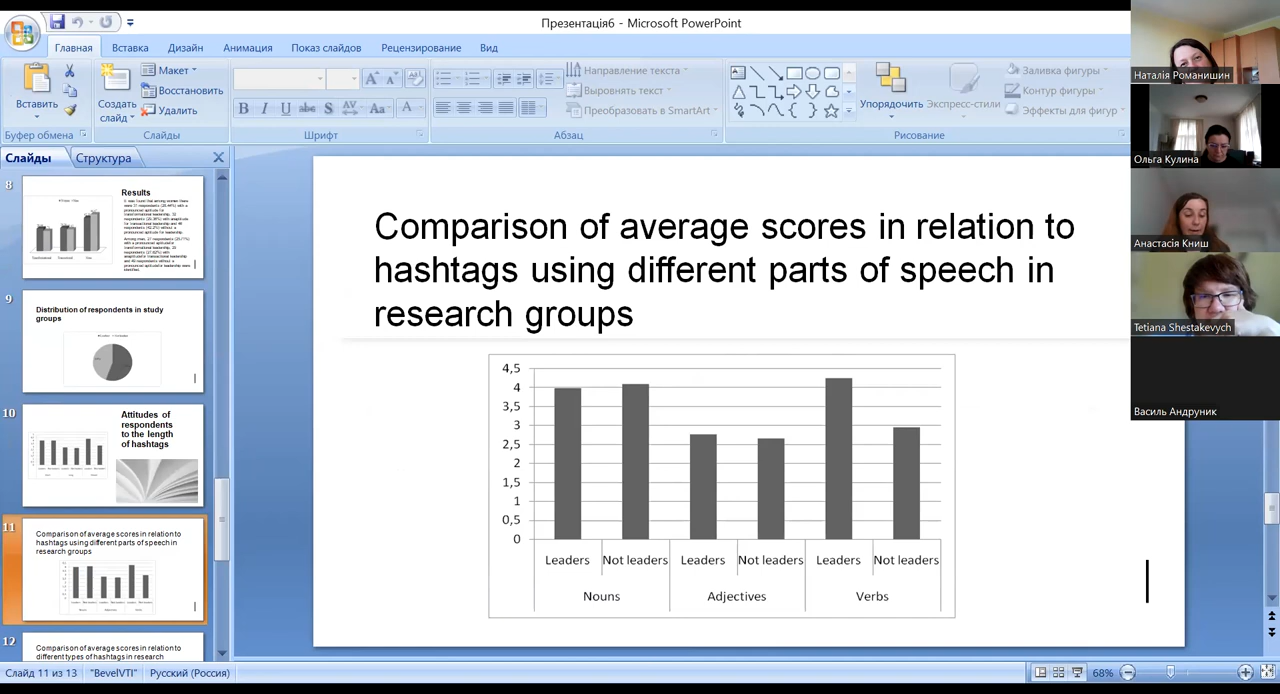 Презентація6 - Microsoft PowerPoint
Главная
Вставка
Дизайн
Анимация
Показ слайдов
Рецензирование
Вид
Вставить
Буфер обмена
Создать
слайд
Макет
Восстановить
Удалить
Слайды
Шрифт
Направление текста
Выровнять текст
Преобразовать в SmartArt
Абзац
Упорядочить
Экспресс-стили
Заливка фигуры
Контур фигуры
Эффекты для фигур
Рисование
Слайды
Структура
8
Results
9
Distribution of respondents in study
groups
10
Attitudes of
respondents
to the length
of hashtags
11
Comparison of average scores in relation to
hashtags using different parts of speech in
research groups
12
Comparison of average scores in relation to
different types of hashtags in research
Comparison of average scores in relation to
hashtags using different parts of speech in
research groups
4,5
4
3,5
3
2,5
2
1,5
1
0,5
0
Leaders Not leaders Leaders Not leaders Leaders Not leaders
Nouns Adjectives Verbs
Наталія Романишин
Ольга Кулина
Анастасія Книш
Tetiana Shestakevych
Василь Андруник
Слайд 11 из 13
"BevelVTI"
Русский (Россия)
68%